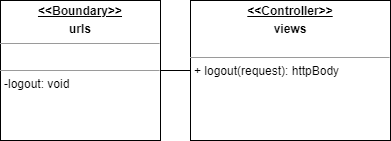 <<Boundary>>
urls
-logout: void
<<Controller>>
views
+ logout(request): httpBody